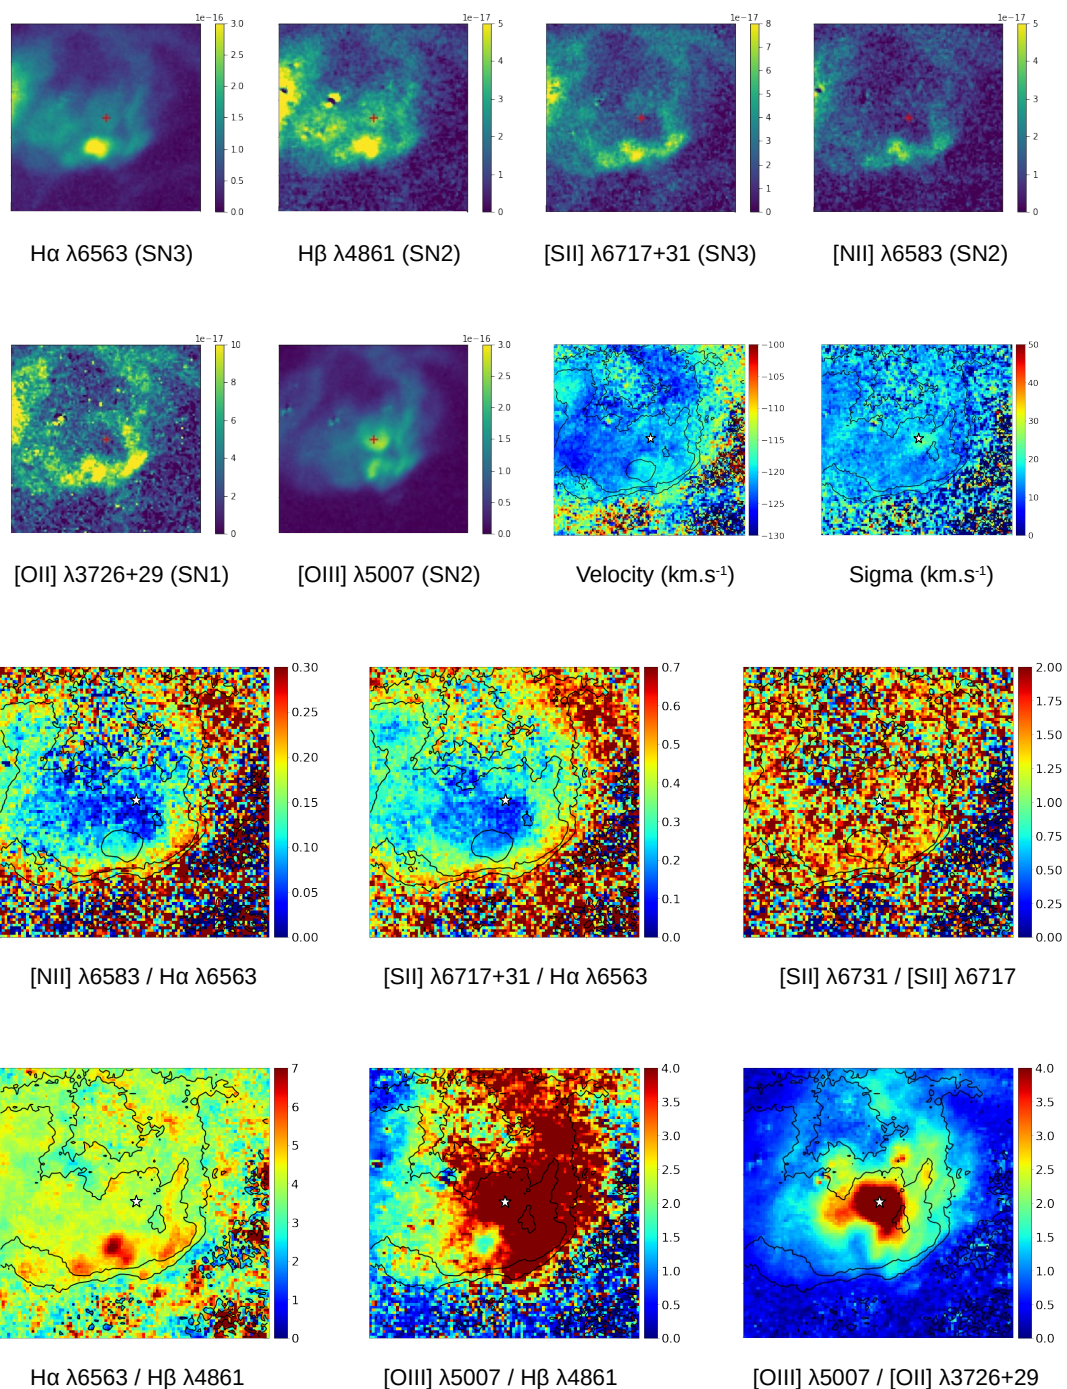 1e−16 1e−17 1e−17 1e−17
3.0 2.5 2.0 1.5 1.0 0.5 0.0
5 4 3 2 1 0
8 7 6 5 4 3 2 1 0
5 4 3 2 1 0
Hα λ6563 (SN3)
Hβ λ4861 (SN2)
[SII] λ6717+31 (SN3)
[NII] λ6583 (SN2)
1e−17 1e−16
10 8 6 4 2 0
3.0 2.5 2.0 1.5 1.0 0.5 0.0
−100 −105 −110 −115 −120 −125 −130
50 40 30 20 10 0
[OII] λ3726+29 (SN1)
[OIII] λ5007 (SN2)
Velocity (km.s-1)
Sigma (km.s-1)
0.30 0.25 0.20 0.15 0.10 0.05 0.00
0.7 0.6 0.5 0.4 0.3 0.2 0.1 0.0
2.00 1.75 1.50 1.25 1.00 0.75 0.50 0.25 0.00
[NII] λ6583 / Hα λ6563
[SII] λ6717+31 / Hα λ6563
[SII] λ6731 / [SII] λ6717
7 6 5 4 3 2 1 0
4.0 3.5 3.0 2.5 2.0 1.5 1.0 0.5 0.0
4.0 3.5 3.0 2.5 2.0 1.5 1.0 0.5 0.0
Hα λ6563 / Hβ λ4861
[OIII] λ5007 / Hβ λ4861
[OIII] λ5007 / [OII] λ3726+29